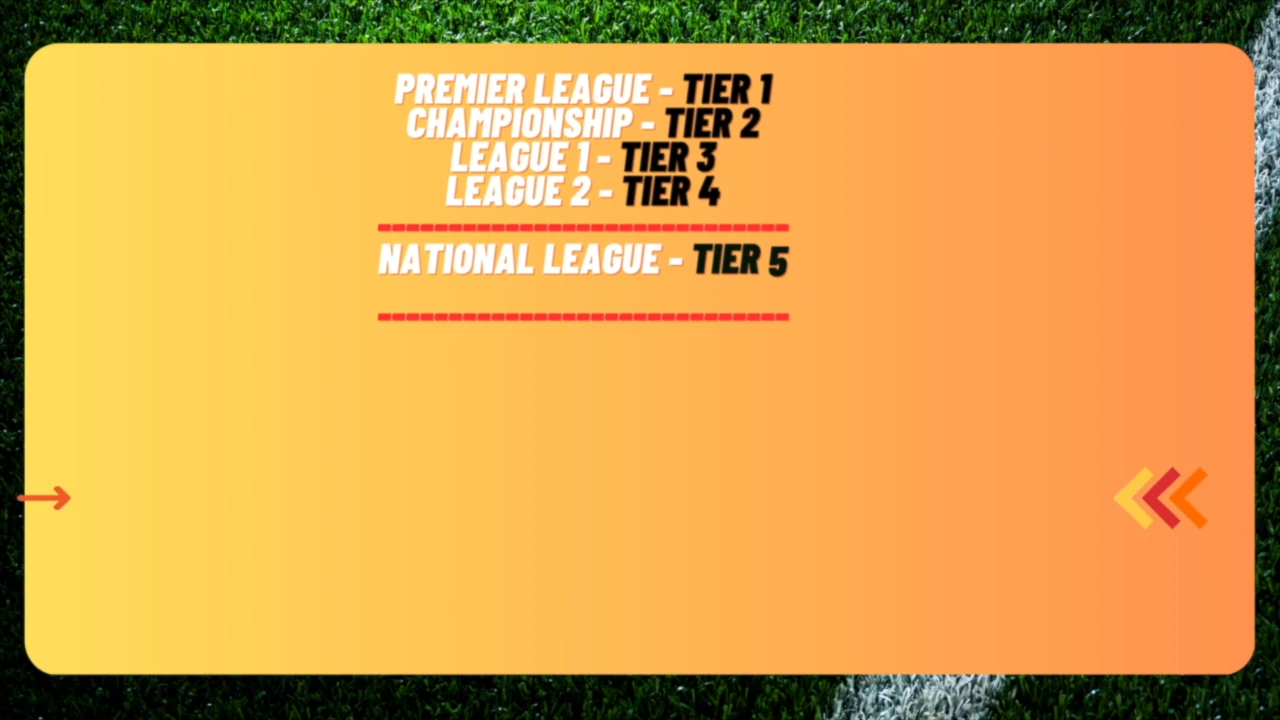 PREMIER LEAGUE - TIER 1
CHAMPIONSHIP - TIER 2
LEAGUE 1 - TIER 3
LEAGUE 2 - TIER 4
-----------------------------
NATIONAL LEAGUE - TIER 5
-----------------------------